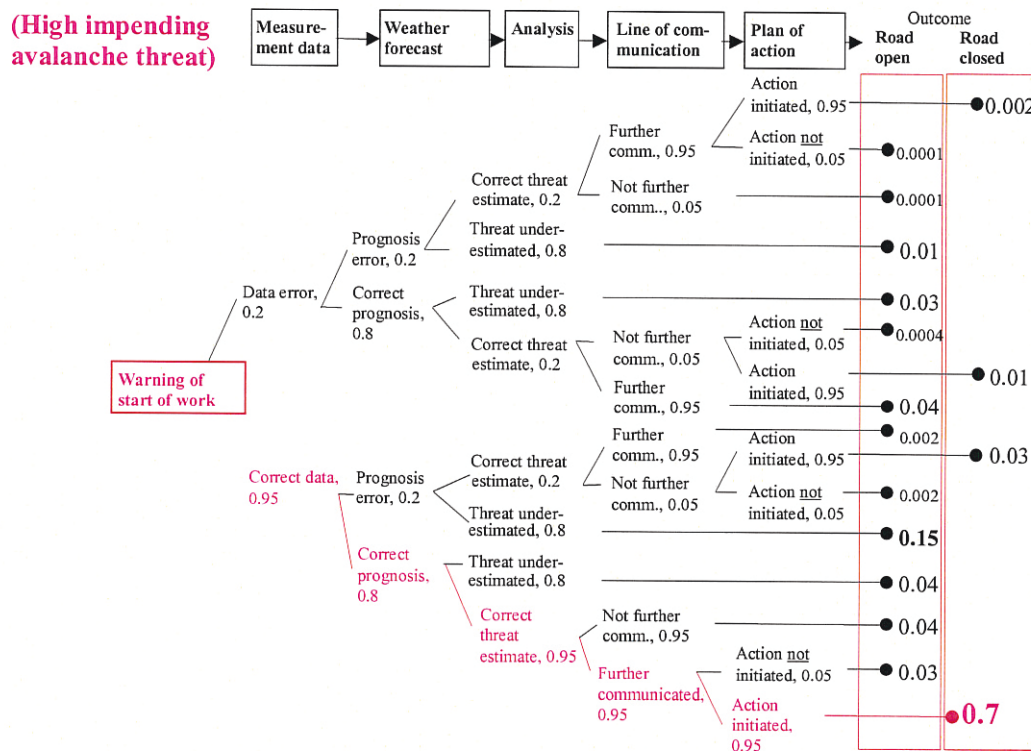 (High impending
avalanche threat)
Measure-
ment data
Weather
forecast
Analysis
Line of com-
munication
Plan of
action
Outcome
Road
open
Road
closed
Action
initiated, 0.95
0.002
Further
comm., 0.95
Action not
initiated, 0.05
0.0001
Correct threat
estimate, 0.2
Not further
comm.., 0.05
0.0001
Prognosis
error, 0.2
Threat under-
estimated, 0.8
0.01
Data error,
0.2
Correct
prognosis,
0.8
Threat under-
estimated, 0.8
0.03
Correct threat
estimate, 0.2
Not further
comm., 0.05
Action not
initiated, 0.05
0.0004
Warning of
start of work
Action
initiated, 0.95
0.01
Further
comm., 0.95
0.04
Further
comm., 0.95
0.002
Action
initiated, 0.95
0.03
Correct data,
0.95
Prognosis
error, 0.2
Correct threat
estimate, 0.2
Not further
comm., 0.05
Action not
initiated, 0.05
0.002
Threat under-
estimated, 0.8
0.15
Correct
prognosis,
0.8
Threat under-
estimated, 0.8
0.04
Correct
threat
estimate, 0.95
Not further
comm., 0.95
0.04
Further
communicated,
0.95
Action not
initiated, 0.05
0.03
Action
initiated,
0.95
0.7